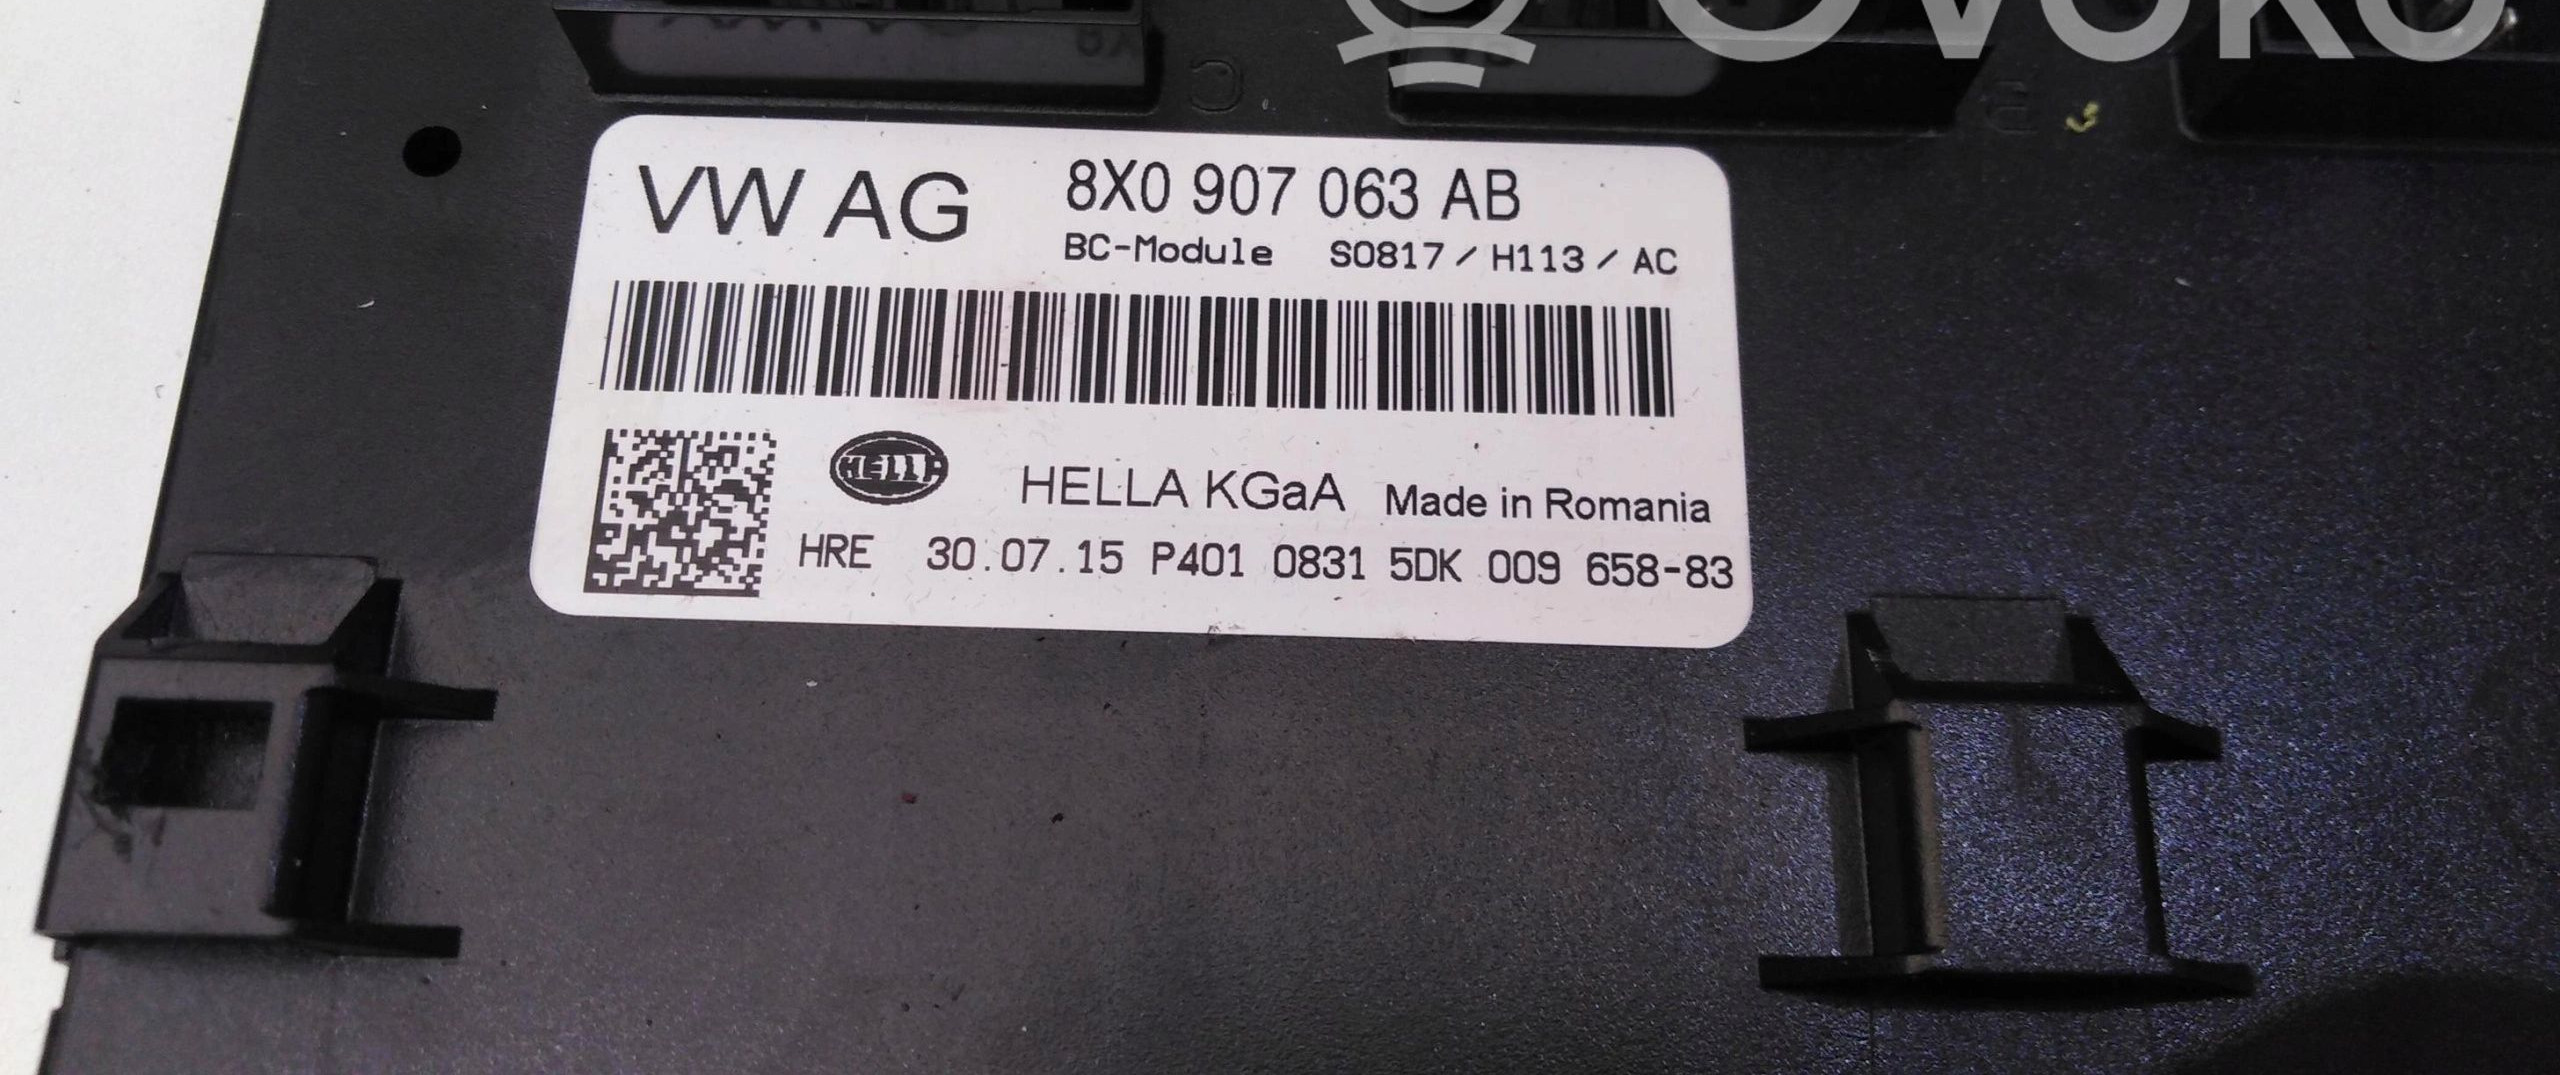 OVOKO
C
B
VW AG 8X0 907 063 AB
BC-Module S0817 / H113 / AC
HELLA
HELLA KGaA Made in Romania
HRE 30.07.15 P401 0831 5DK 009 658-83